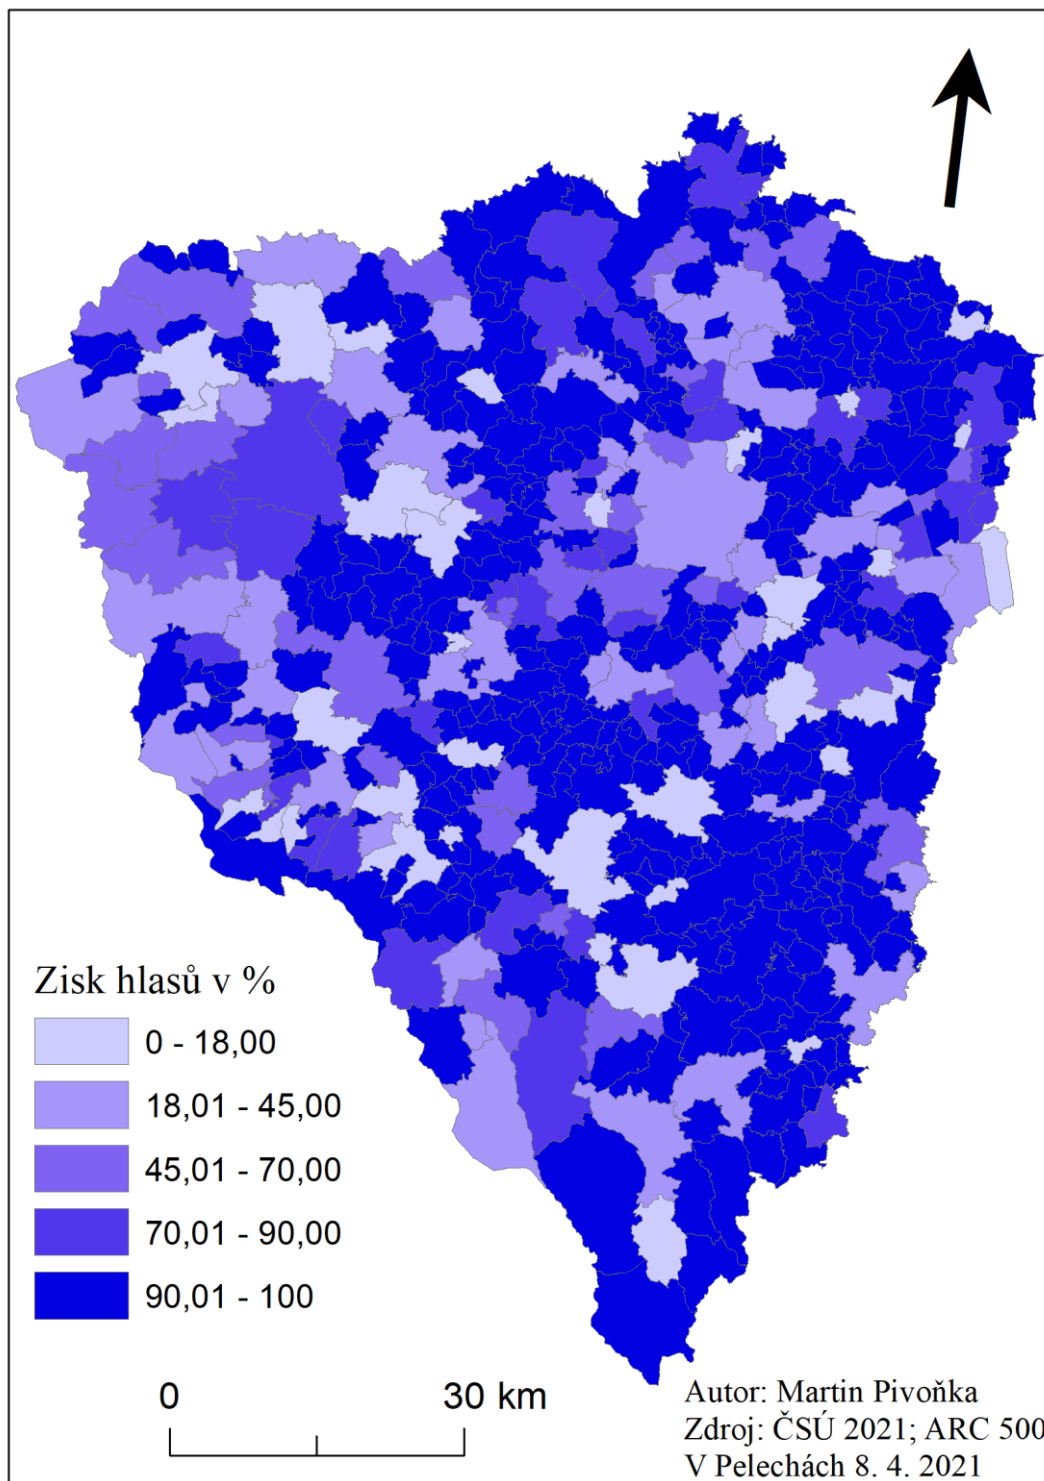 Zisk hlasů v %
0 - 18,00
18,01 - 45,00
45,01 - 70,00
70,01 - 90,00
90,01 - 100
0 30 km
Autor: Martin Pivoňka
Zdroj: ČSÚ 2021; ARC 500
V Pelechách 8. 4. 2021